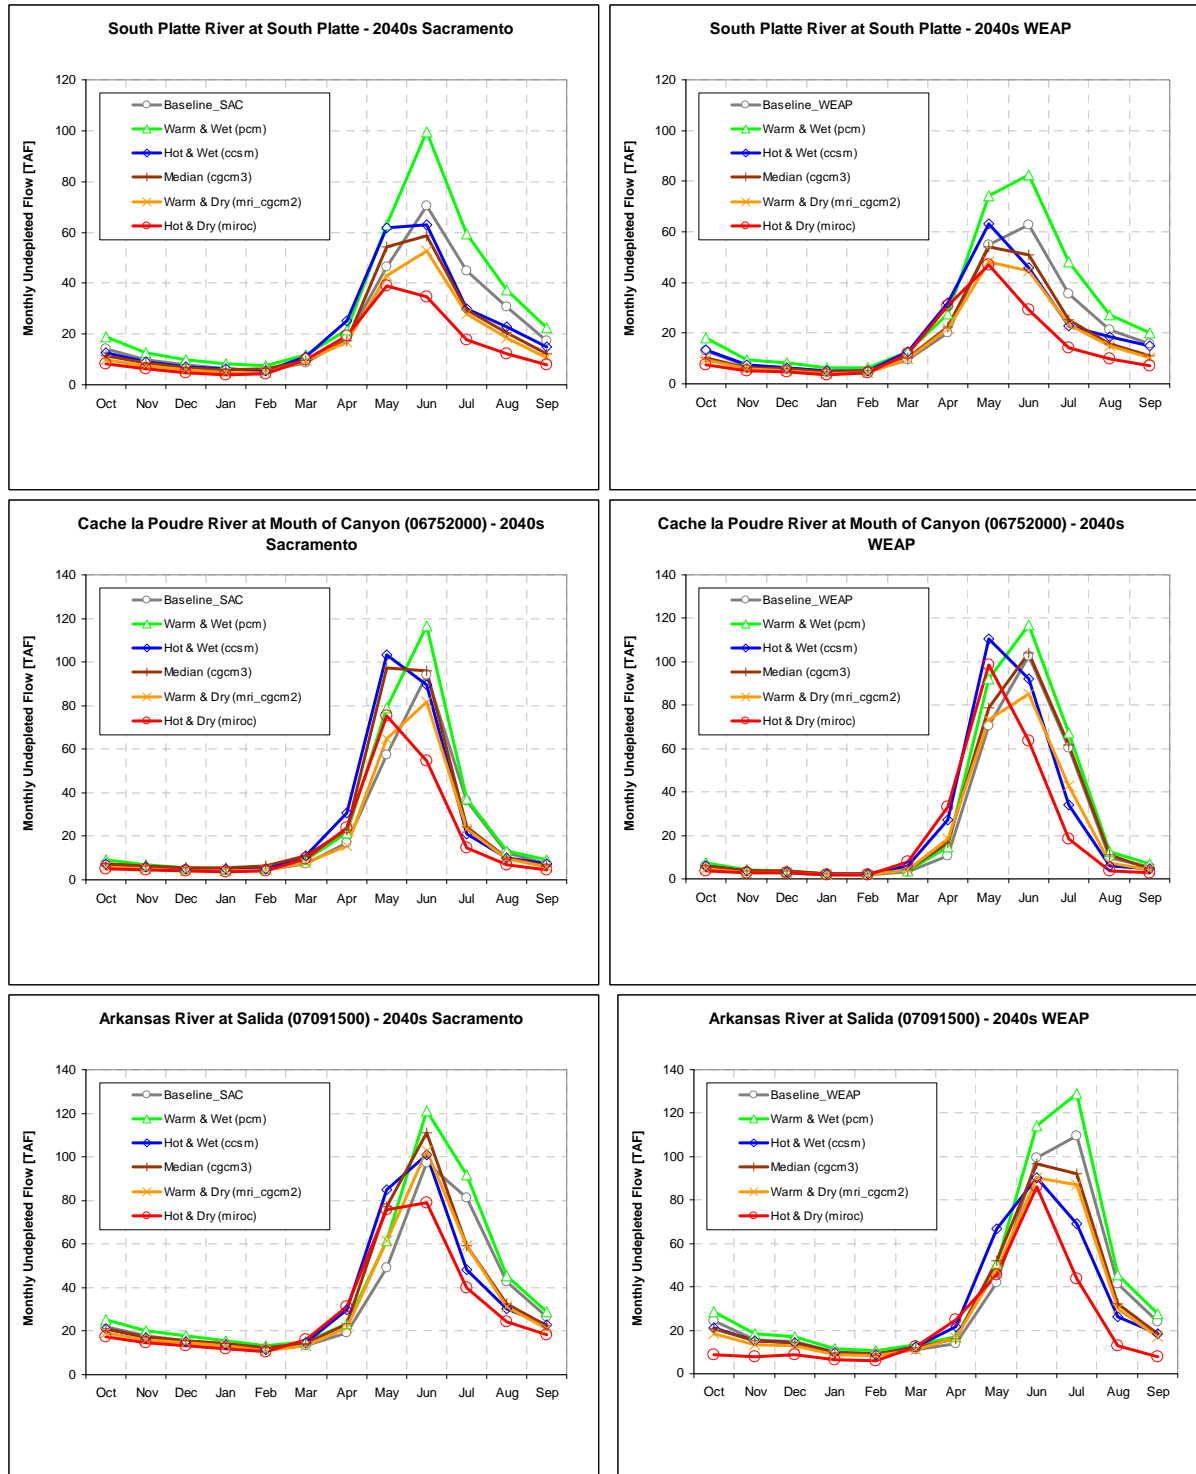 South Platte River at South Platte - 2040s Sacramento
Monthly Undepleted Flow [TAF]
120
100
80
60
40
20
0
Baseline_SAC
Warm & Wet (pcm)
Hot & Wet (ccsm)
Median (cgcm3)
Warm & Dry (mri_cgcm2)
Hot & Dry (miroc)
Oct Nov Dec Jan Feb Mar Apr May Jun Jul Aug Sep
South Platte River at South Platte - 2040s WEAP
Monthly Undepleted Flow [TAF]
120
100
80
60
40
20
0
Baseline_WEAP
Warm & Wet (pcm)
Hot & Wet (ccsm)
Median (cgcm3)
Warm & Dry (mri_cgcm2)
Hot & Dry (miroc)
Oct Nov Dec Jan Feb Mar Apr May Jun Jul Aug Sep
Cache la Poudre River at Mouth of Canyon (06752000) - 2040s
Sacramento
Monthly Undepleted Flow [TAF]
140
120
100
80
60
40
20
0
Baseline_SAC
Warm & Wet (pcm)
Hot & Wet (ccsm)
Median (cgcm3)
Warm & Dry (mri_cgcm2)
Hot & Dry (miroc)
Oct Nov Dec Jan Feb Mar Apr May Jun Jul Aug Sep
Cache la Poudre River at Mouth of Canyon (06752000) - 2040s
WEAP
Monthly Undepleted Flow [TAF]
140
120
100
80
60
40
20
0
Baseline_WEAP
Warm & Wet (pcm)
Hot & Wet (ccsm)
Median (cgcm3)
Warm & Dry (mri_cgcm2)
Hot & Dry (miroc)
Oct Nov Dec Jan Feb Mar Apr May Jun Jul Aug Sep
Arkansas River at Salida (07091500) - 2040s Sacramento
Monthly Undepleted Flow [TAF]
140
120
100
80
60
40
20
0
Baseline_SAC
Warm & Wet (pcm)
Hot & Wet (ccsm)
Median (cgcm3)
Warm & Dry (mri_cgcm2)
Hot & Dry (miroc)
Oct Nov Dec Jan Feb Mar Apr May Jun Jul Aug Sep
Arkansas River at Salida (07091500) - 2040s WEAP
Monthly Undepleted Flow [TAF]
140
120
100
80
60
40
20
0
Baseline_WEAP
Warm & Wet (pcm)
Hot & Wet (ccsm)
Median (cgcm3)
Warm & Dry (mri_cgcm2)
Hot & Dry (miroc)
Oct Nov Dec Jan Feb Mar Apr May Jun Jul Aug Sep